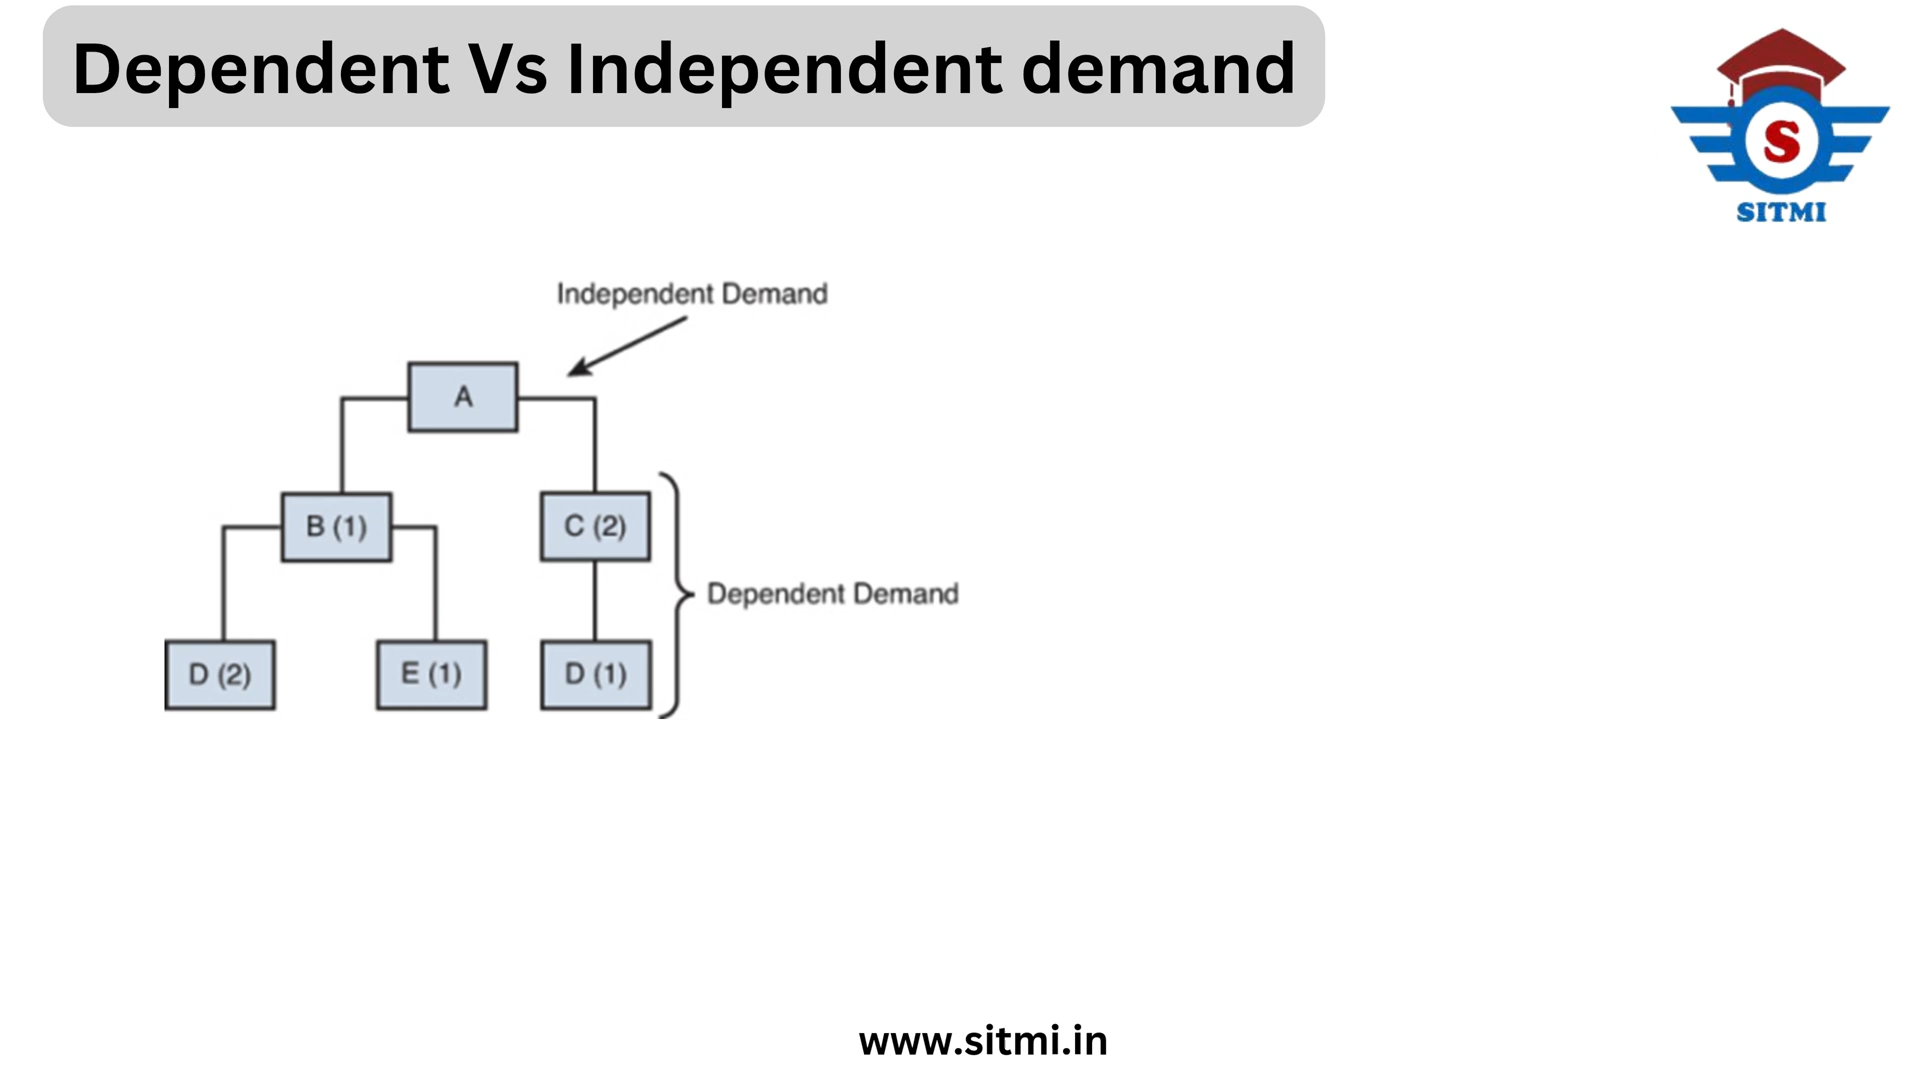 Dependent Vs Independent demand
S
SITMI
Independent Demand
A
B (1)
C (2)
Dependent Demand
D (2)
E (1)
D (1)
www.sitmi.in